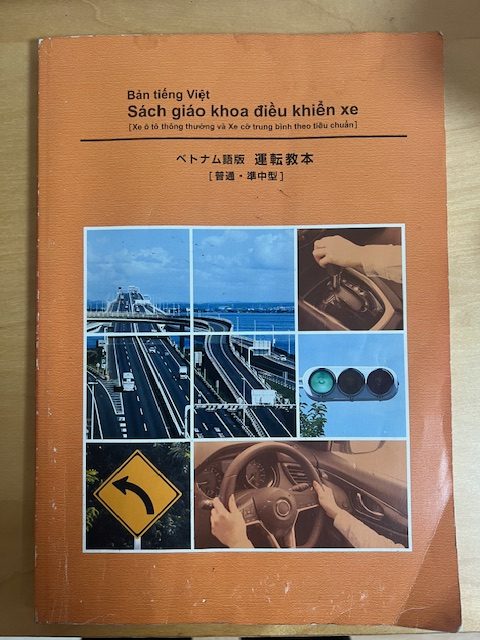 Bản tiếng Việt
Sách giáo khoa điều khiển xe
[Xe ô tô thông thường và Xe cỡ trung bình theo tiêu chuẩn]
ベトナム語版 運転教本
[普通・準中型]